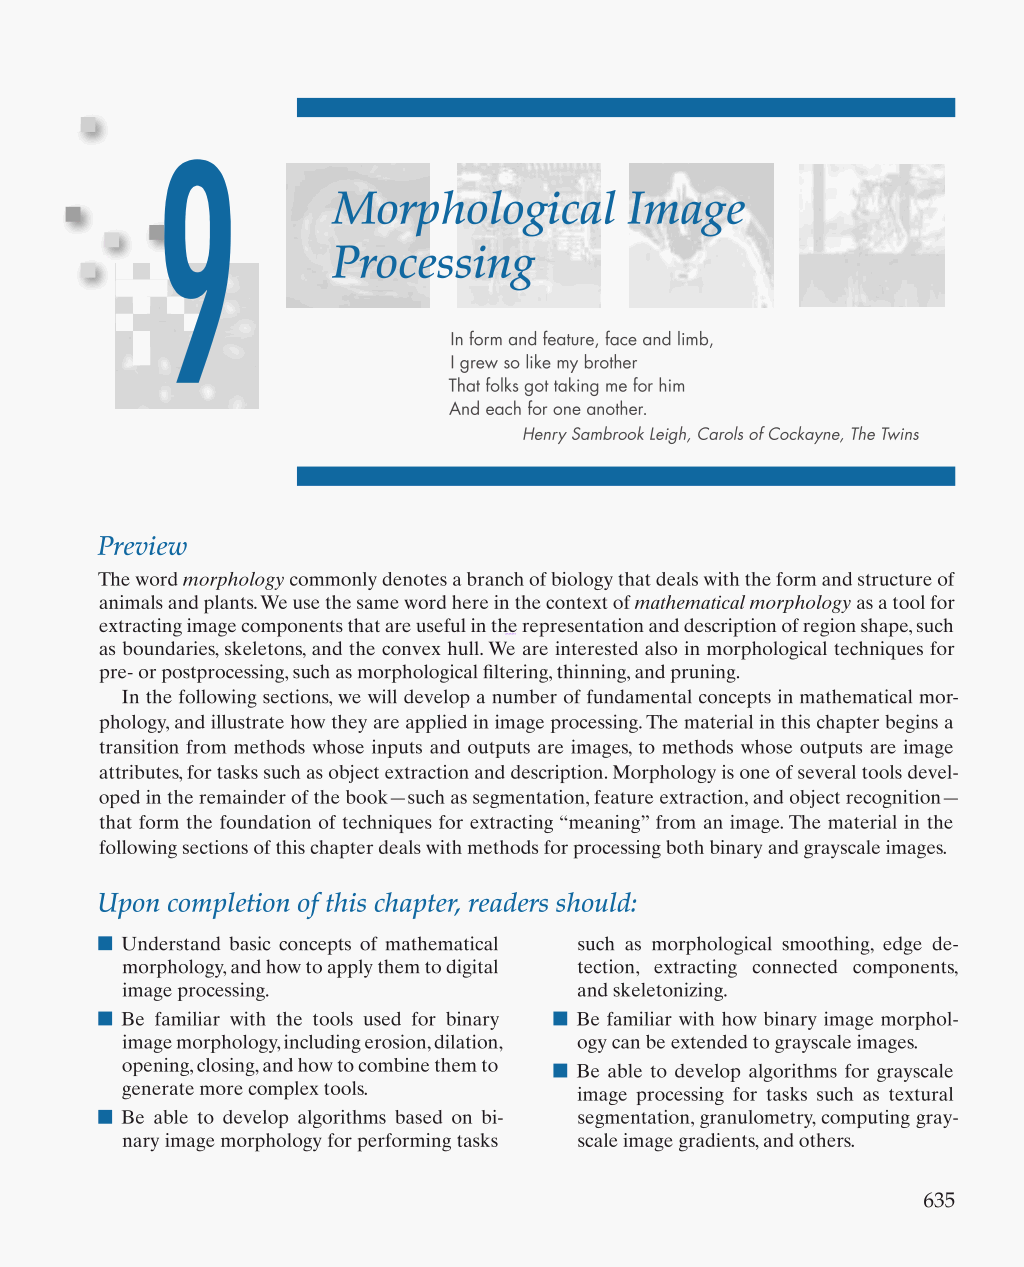 9
Morphological Image
Processing
In form and feature, face and limb,
I grew so like my brother
That folks got taking me for him
And each for one another.
Henry Sambrook Leigh, Carols of Cockayne, The Twins
Preview
The word morphology commonly denotes a branch of biology that deals with the form and structure of
animals and plants. We use the same word here in the context of mathematical morphology as a tool for
extracting image components that are useful in the representation and description of region shape, such
as boundaries, skeletons, and the convex hull. We are interested also in morphological techniques for
pre- or postprocessing, such as morphological filtering, thinning, and pruning.
In the following sections, we will develop a number of fundamental concepts in mathematical mor-
phology, and illustrate how they are applied in image processing. The material in this chapter begins a
transition from methods whose inputs and outputs are images, to methods whose outputs are image
attributes, for tasks such as object extraction and description. Morphology is one of several tools devel-
oped in the remainder of the book—such as segmentation, feature extraction, and object recognition—
that form the foundation of techniques for extracting “meaning” from an image. The material in the
following sections of this chapter deals with methods for processing both binary and grayscale images.
Upon completion of this chapter, readers should:
■ Understand basic concepts of mathematical
morphology, and how to apply them to digital
image processing.
■ Be familiar with the tools used for binary
image morphology, including erosion, dilation,
opening, closing, and how to combine them to
generate more complex tools.
■ Be able to develop algorithms based on bi-
nary image morphology for performing tasks
such as morphological smoothing, edge de-
tection, extracting connected components,
and skeletonizing.
■ Be familiar with how binary image morphol-
ogy can be extended to grayscale images.
■ Be able to develop algorithms for grayscale
image processing for tasks such as textural
segmentation, granulometry, computing gray-
scale image gradients, and others.
635